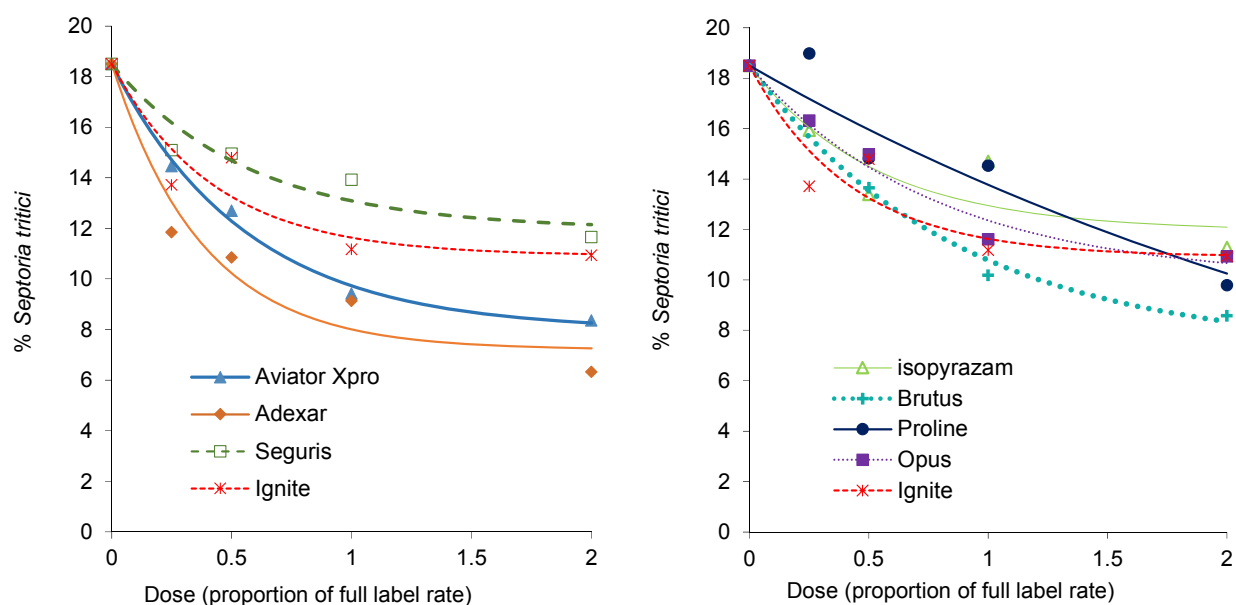 20
18
16
14
12
10
8
6
4
2
0
% Septoria tritici
Aviator Xpro
Adexar
Seguris
Ignite
0 0.5 1 1.5 2
Dose (proportion of full label rate)
20
18
16
14
12
10
8
6
4
2
0
% Septoria tritici
isopyrazam
Brutus
Proline
Opus
Ignite
0 0.5 1 1.5 2
Dose (proportion of full label rate)